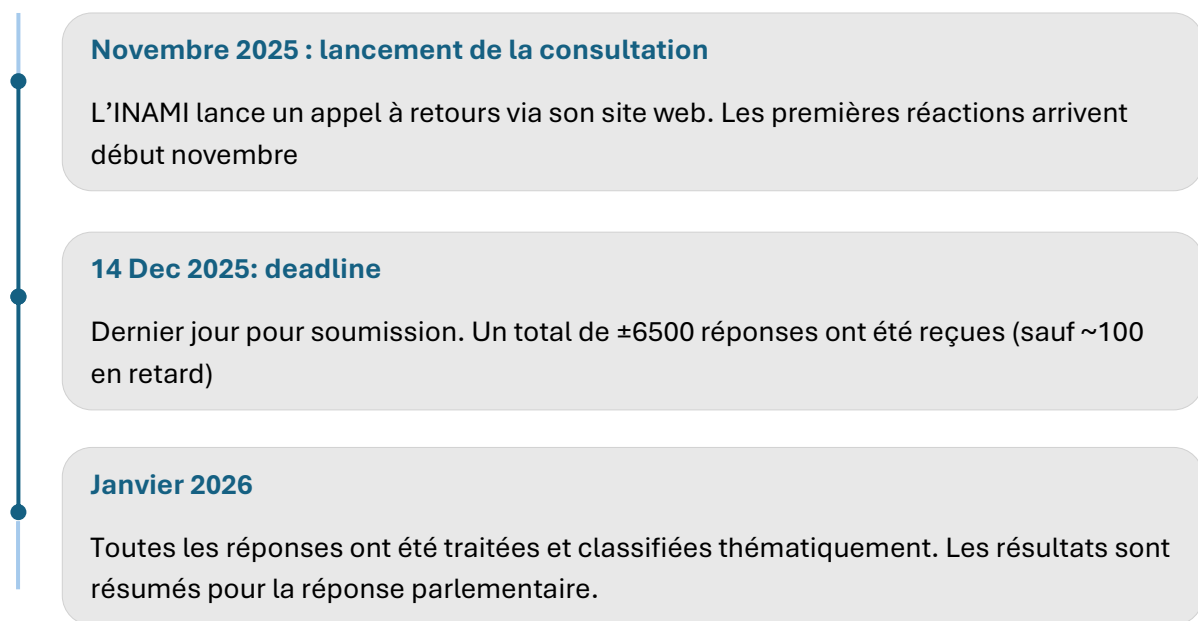 Novembre 2025 : lancement de la consultation
L’INAMI lance un appel à retours via son site web. Les premières réactions arrivent
début novembre
14 Dec 2025: deadline
Dernier jour pour soumission. Un total de ±6500 réponses ont été reçues (sauf ~100
en retard)
Janvier 2026
Toutes les réponses ont été traitées et classifiées thématiquement. Les résultats sont
résumés pour la réponse parlementaire.